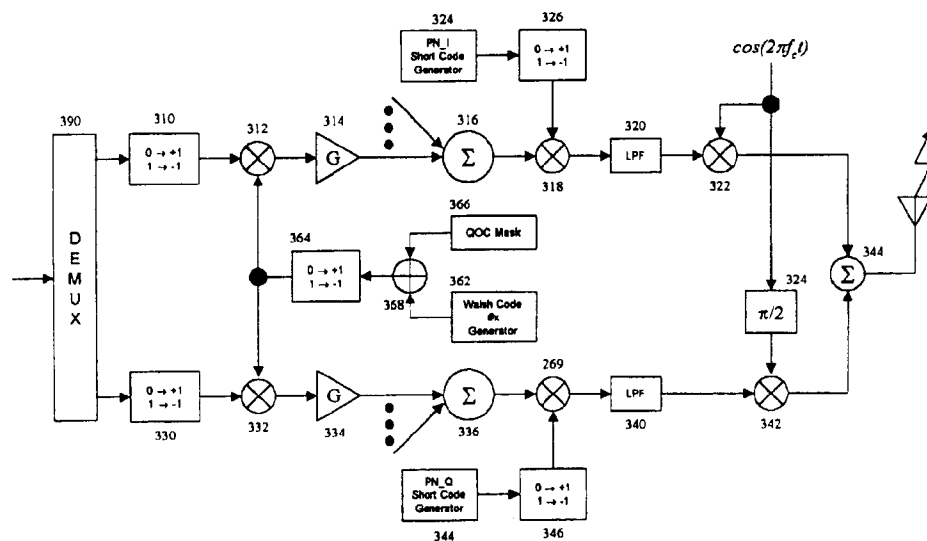 324
326
PN_I
Short Code
Generator
0 → +1
1 → -1
cos(2πf_c t)
390
310
312
314
316
320
0 → +1
1 → -1
G
Σ
LPF
318
322
DEMUX
366
QOC Mask
364
0 → +1
1 → -1
368
362
Walsh Code
#x
Generator
344
Σ
324
π/2
269
0 → +1
1 → -1
G
Σ
LPF
330
332
334
336
340
342
PN_Q
Short Code
Generator
0 → +1
1 → -1
344
346